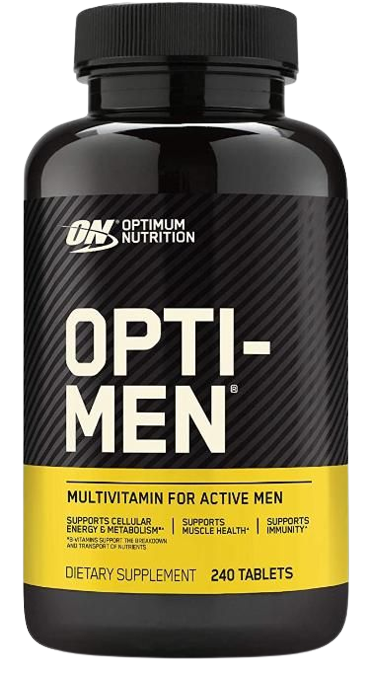 ON® OPTIMUM
NUTRITION
OPTI-
MEN®
MULTIVITAMIN FOR ACTIVE MEN
SUPPORTS CELLULAR
ENERGY & METABOLISM*^
*B-VITAMINS SUPPORT THE BREAKDOWN
AND TRANSPORT OF NUTRIENTS
SUPPORTS
MUSCLE HEALTH*
SUPPORTS
IMMUNITY*
DIETARY SUPPLEMENT 240 TABLETS